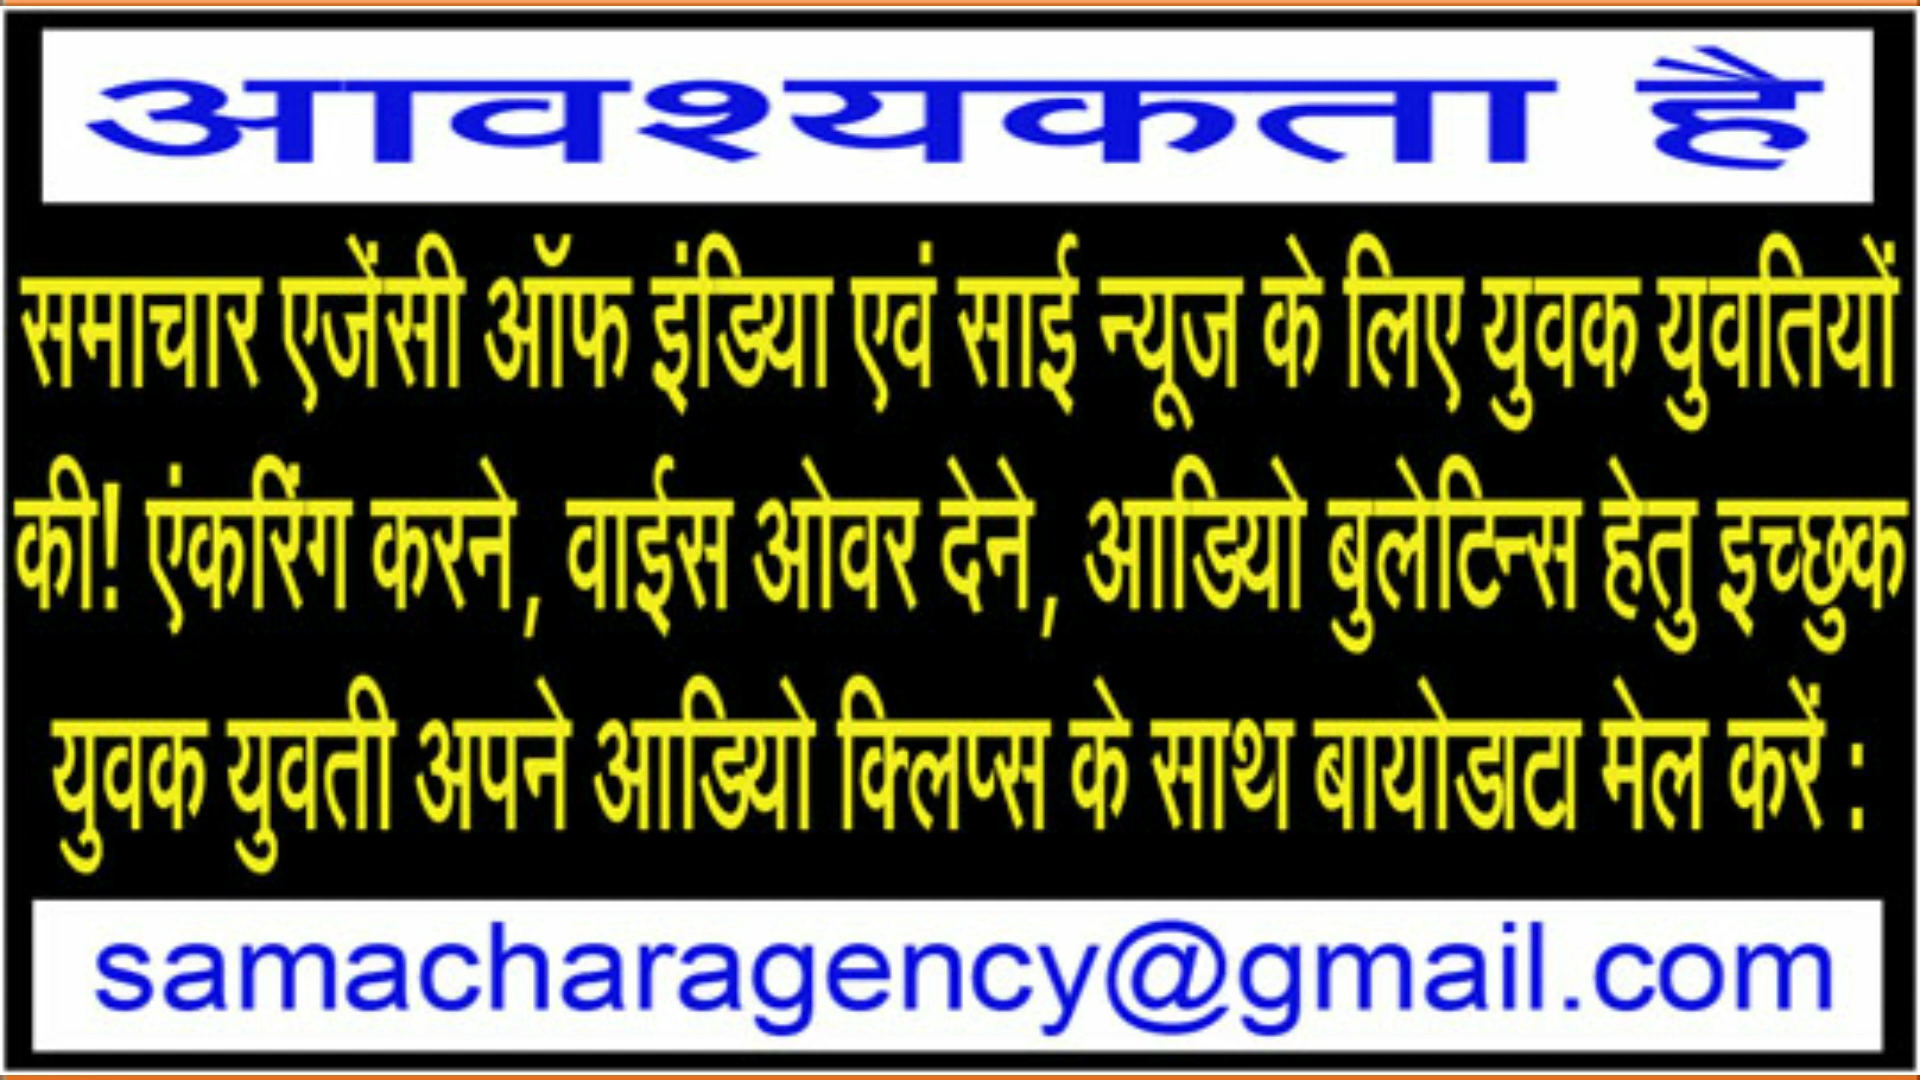 आवश्यकता है
समाचार एजेंसी ऑफ इंडिया एवं साई न्यूज के लिए युवक युवतियों
की! एंकरिंग करने, वाईस ओवर देने, आडियो बुलेटिन्स हेतु इच्छुक
युवक युवती अपने आडियो क्लिप्स के साथ बायोडाटा मेल करें :
samacharagency@gmail.com